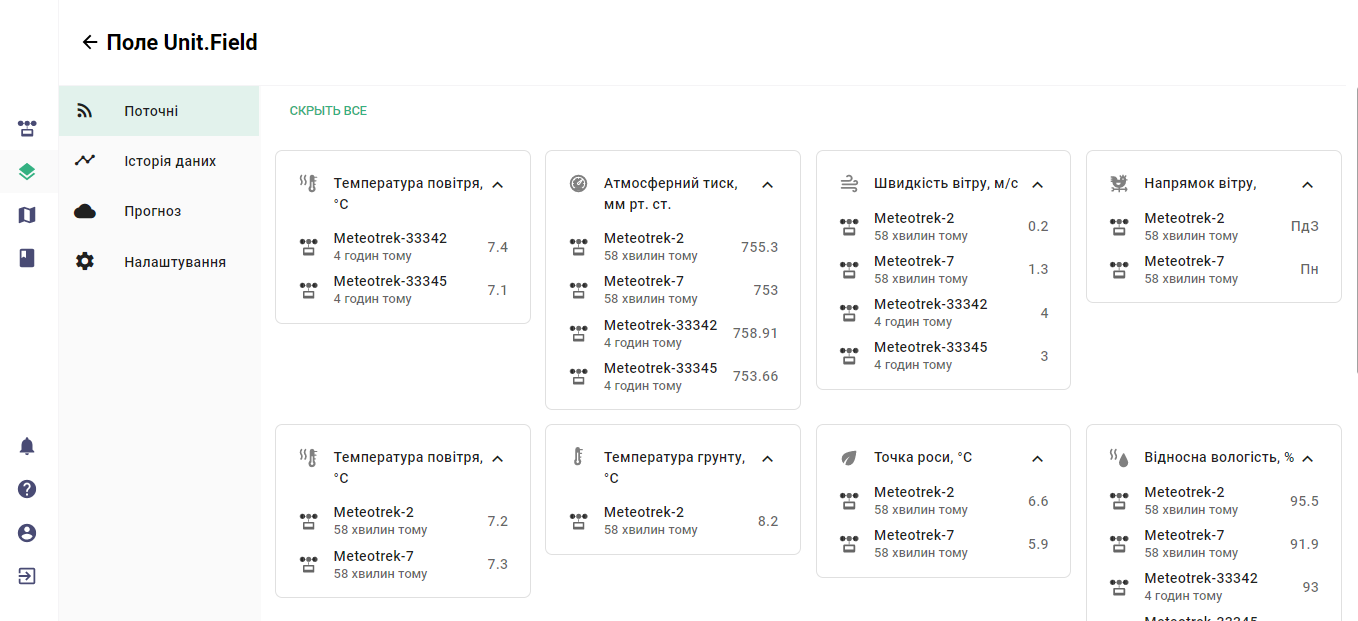 Поле Unit.Field
Поточні
Історія даних
Прогноз
Налаштування
СКРЫТЬ ВСЕ
Температура повітря,
°C
Meteotrek-33342
4 годин тому
7.4
Meteotrek-33345
4 годин тому
7.1
Атмосферний тиск,
мм рт. ст.
Meteotrek-2
58 хвилин тому
755.3
Meteotrek-7
58 хвилин тому
753
Meteotrek-33342
4 годин тому
758.91
Meteotrek-33345
4 годин тому
753.66
Швидкість вітру, м/с
Meteotrek-2
58 хвилин тому
0.2
Meteotrek-7
58 хвилин тому
1.3
Meteotrek-33342
4 годин тому
4
Meteotrek-33345
4 годин тому
3
Напрямок вітру,
Meteotrek-2
58 хвилин тому
ПдЗ
Meteotrek-7
58 хвилин тому
Пн
Температура повітря,
°C
Meteotrek-2
58 хвилин тому
7.2
Meteotrek-7
58 хвилин тому
7.3
Температура грунту,
°C
Meteotrek-2
58 хвилин тому
8.2
Точка роси, °C
Meteotrek-2
58 хвилин тому
6.6
Meteotrek-7
58 хвилин тому
5.9
Відносна вологість, %
Meteotrek-2
58 хвилин тому
95.5
Meteotrek-7
58 хвилин тому
91.9
Meteotrek-33342
4 годин тому
93
Meteotrek-33345